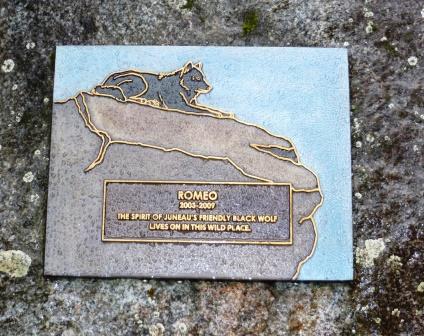 ROMEO
2003-2009
THE SPIRIT OF JUNEAU'S FRIENDLY BLACK WOLF
LIVES ON IN THIS WILD PLACE.